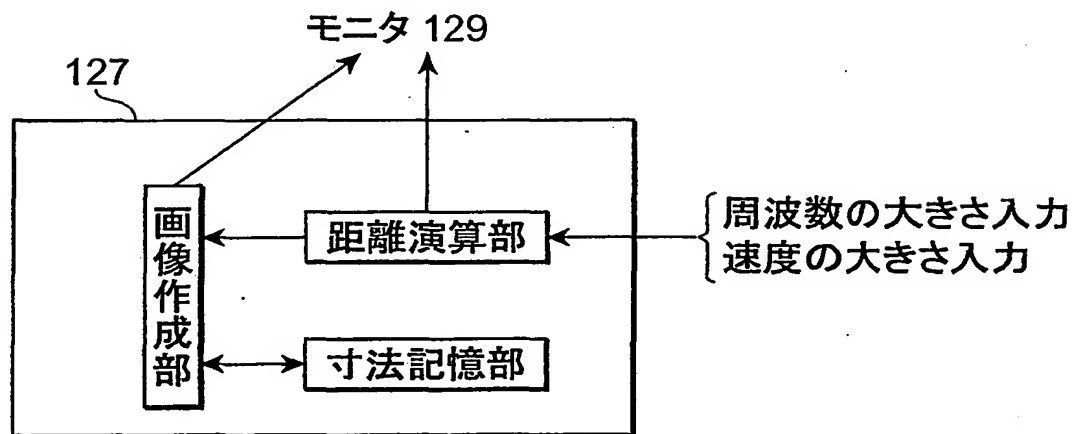 モニタ 129
127
画像作成部
距離演算部
周波数の大きさ入力
速度の大きさ入力
寸法記憶部